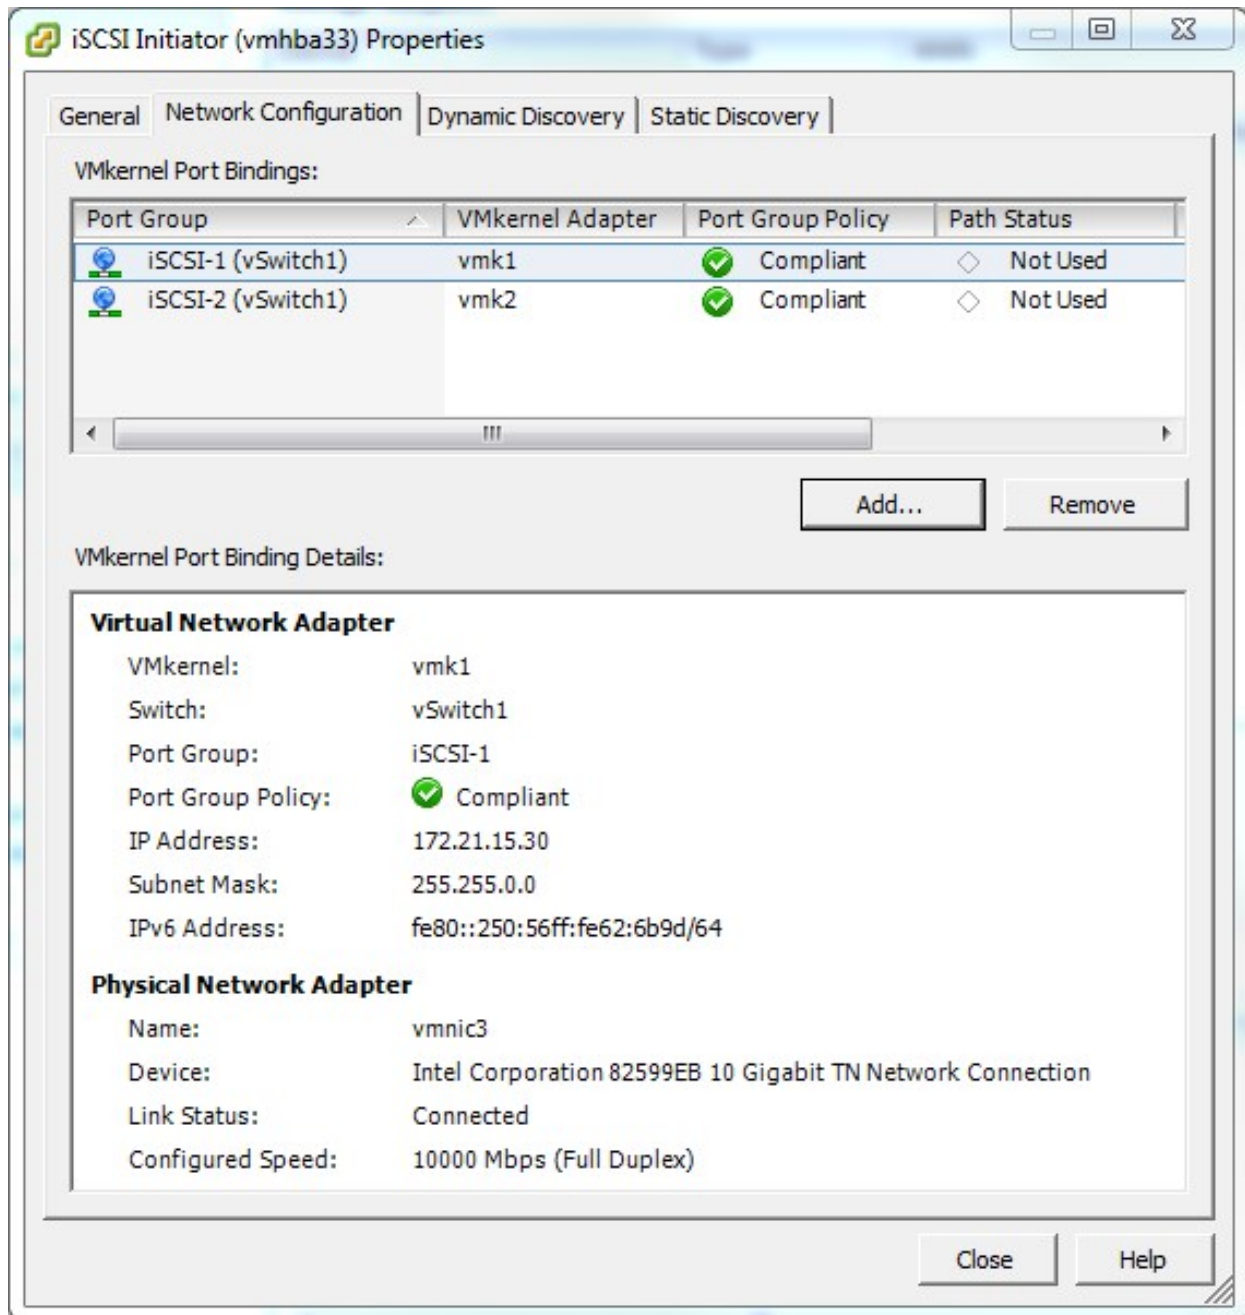 iSCSI Initiator (vmhba33) Properties
General Network Configuration Dynamic Discovery Static Discovery
VMkernel Port Bindings:
Port Group VMkernel Adapter Port Group Policy Path Status
iSCSI-1 (vSwitch1) vmk1 Compliant Not Used
iSCSI-2 (vSwitch1) vmk2 Compliant Not Used
Add... Remove
VMkernel Port Binding Details:
Virtual Network Adapter
VMkernel: vmk1
Switch: vSwitch1
Port Group: iSCSI-1
Port Group Policy: Compliant
IP Address: 172.21.15.30
Subnet Mask: 255.255.0.0
IPv6 Address: fe80::250:56ff:fe62:6b9d/64
Physical Network Adapter
Name: vmnic3
Device: Intel Corporation 82599EB 10 Gigabit TN Network Connection
Link Status: Connected
Configured Speed: 10000 Mbps (Full Duplex)
Close Help